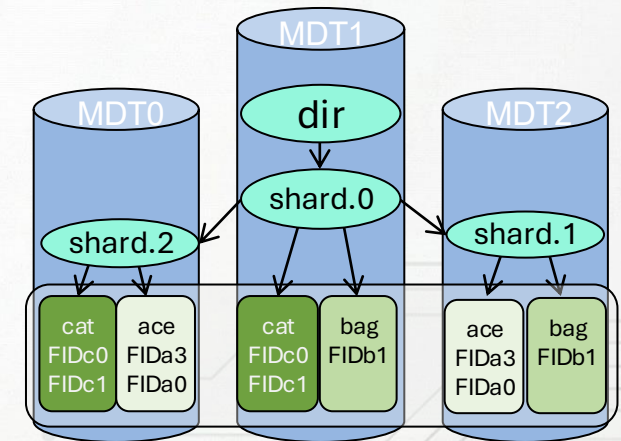 MDT1
MDT0
dir
MDT2
shard.0
shard.2
shard.1
cat
FIDc0
FIDc1
ace
FIDa3
FIDa0
cat
FIDc0
FIDc1
bag
FIDb1
ace
FIDa3
FIDa0
bag
FIDb1